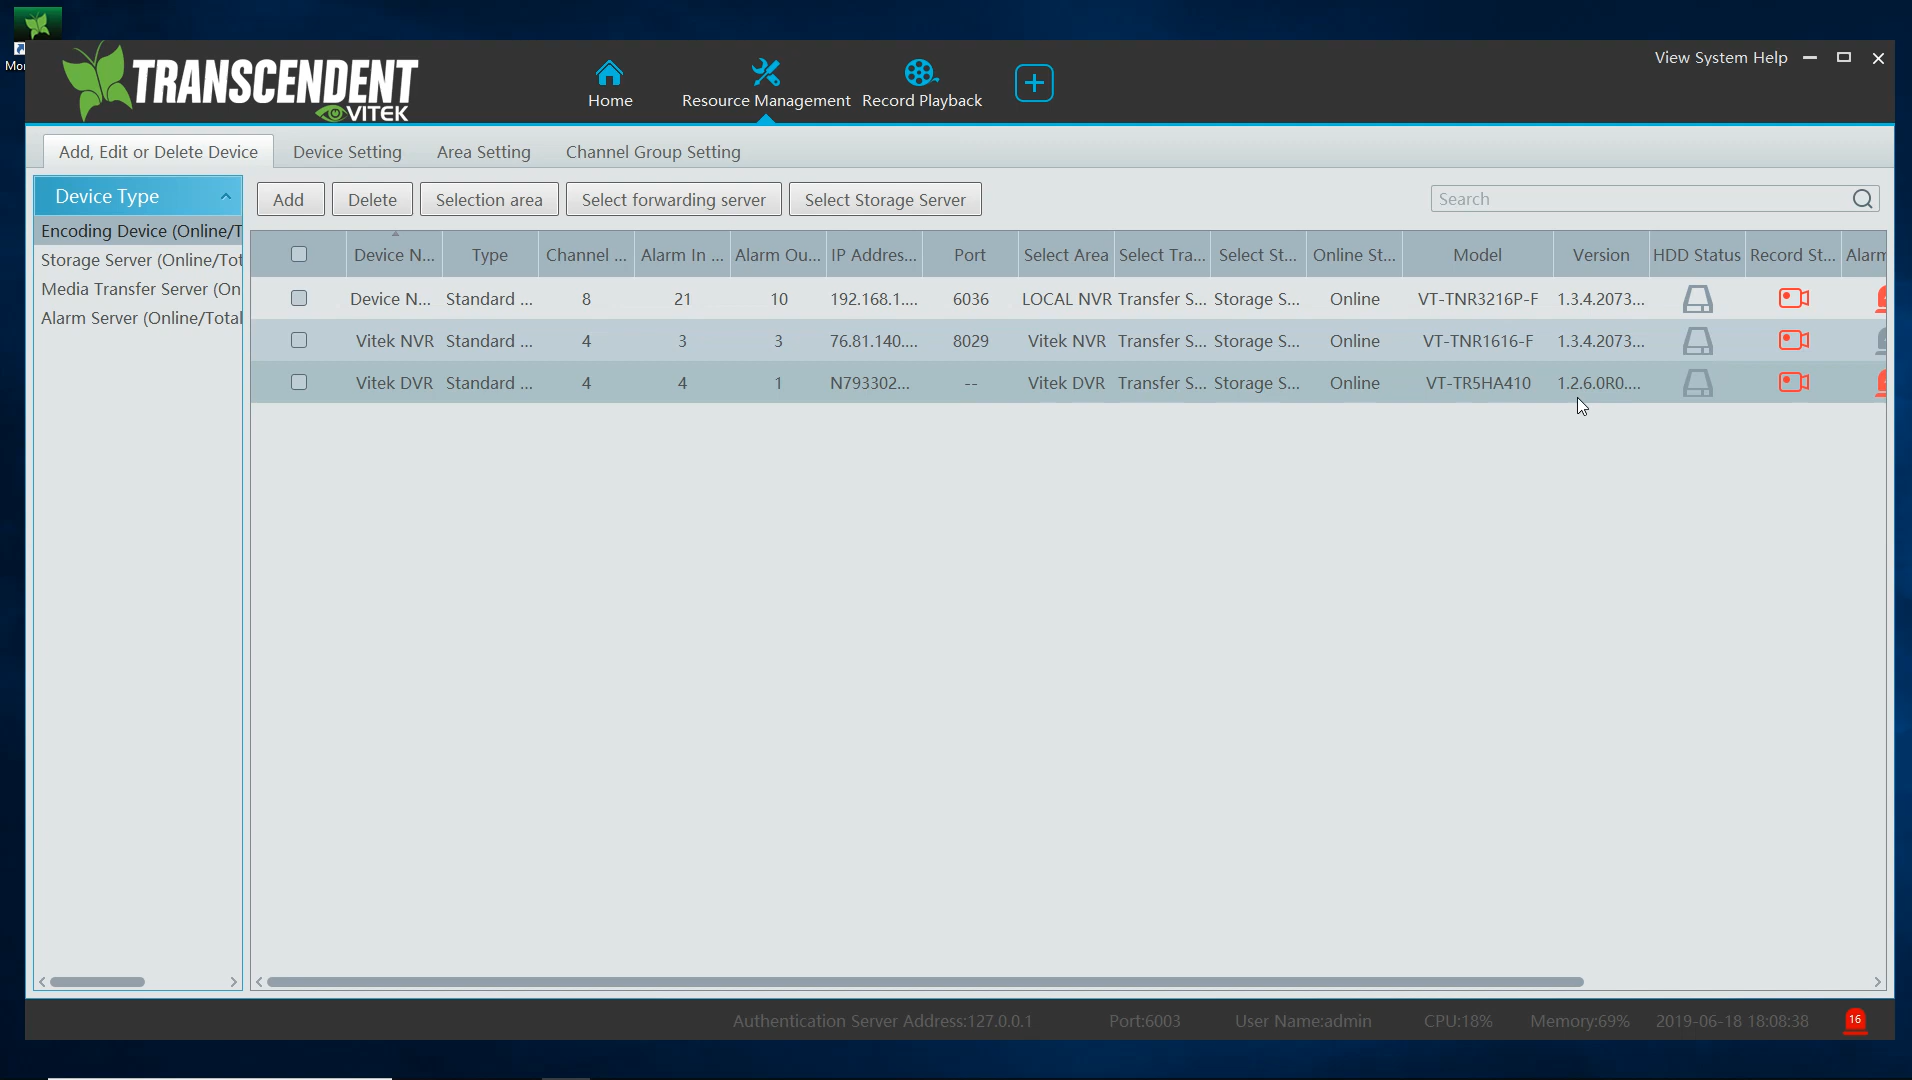 Mor
TRANSCENDENT
VITEK
Home
Resource Management
Record Playback
View System Help
Add, Edit or Delete Device
Device Setting
Area Setting
Channel Group Setting
Device Type
Encoding Device (Online/T
Storage Server (Online/Tot
Media Transfer Server (On
Alarm Server (Online/Total
Add
Delete
Selection area
Select forwarding server
Select Storage Server
Search
Device N... Type Channel ... Alarm In ... Alarm Ou... IP Addres... Port Select Area Select Tra... Select St... Online St... Model Version HDD Status Record St... Alarm
Device N... Standard ... 8 21 10 192.168.1.... 6036 LOCAL NVR Transfer S... Storage S... Online VT-TNR3216P-F 1.3.4.2073...
Vitek NVR Standard ... 4 3 3 76.81.140.... 8029 Vitek NVR Transfer S... Storage S... Online VT-TNR1616-F 1.3.4.2073...
Vitek DVR Standard ... 4 4 1 N793302... -- Vitek DVR Transfer S... Storage S... Online VT-TR5HA410 1.2.6.0R0....
Authentication Server Address:127.0.0.1 Port:6003 User Name:admin CPU:18% Memory:69% 2019-06-18 18:08:38 16